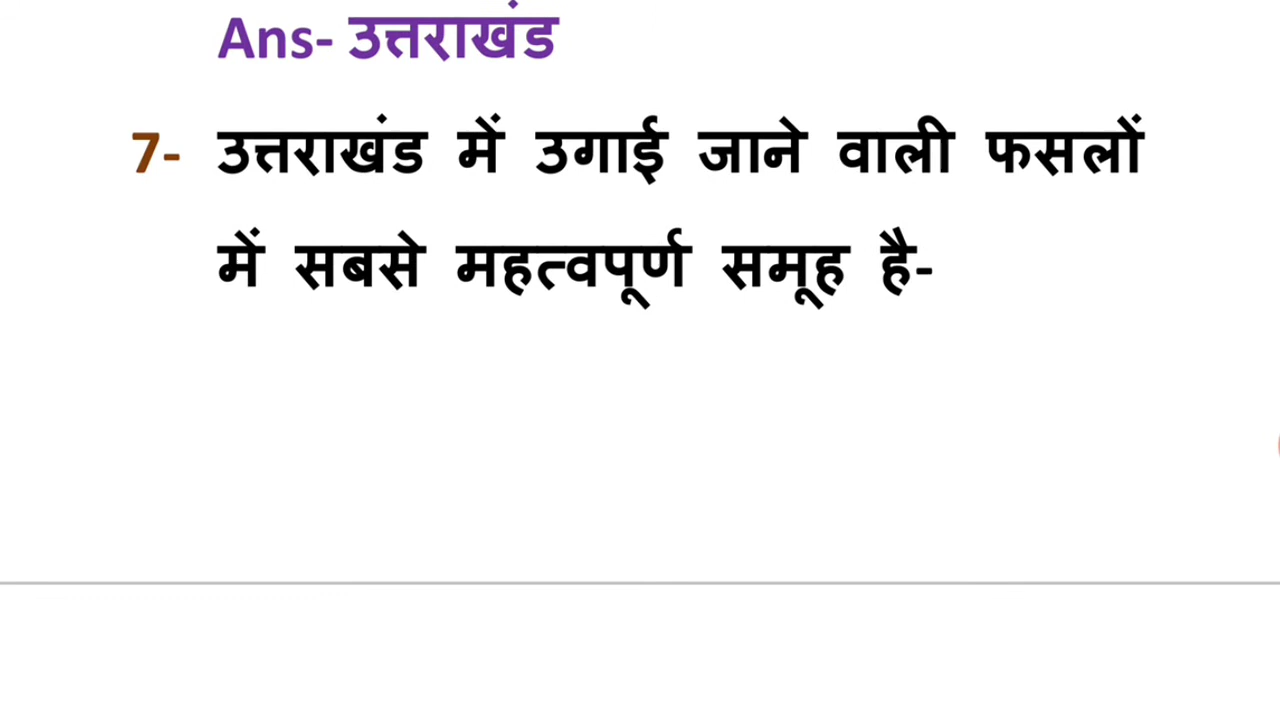 Ans- उत्तराखंड
7- उत्तराखंड में उगाई जाने वाली फसलों
में सबसे महत्वपूर्ण समूह है-